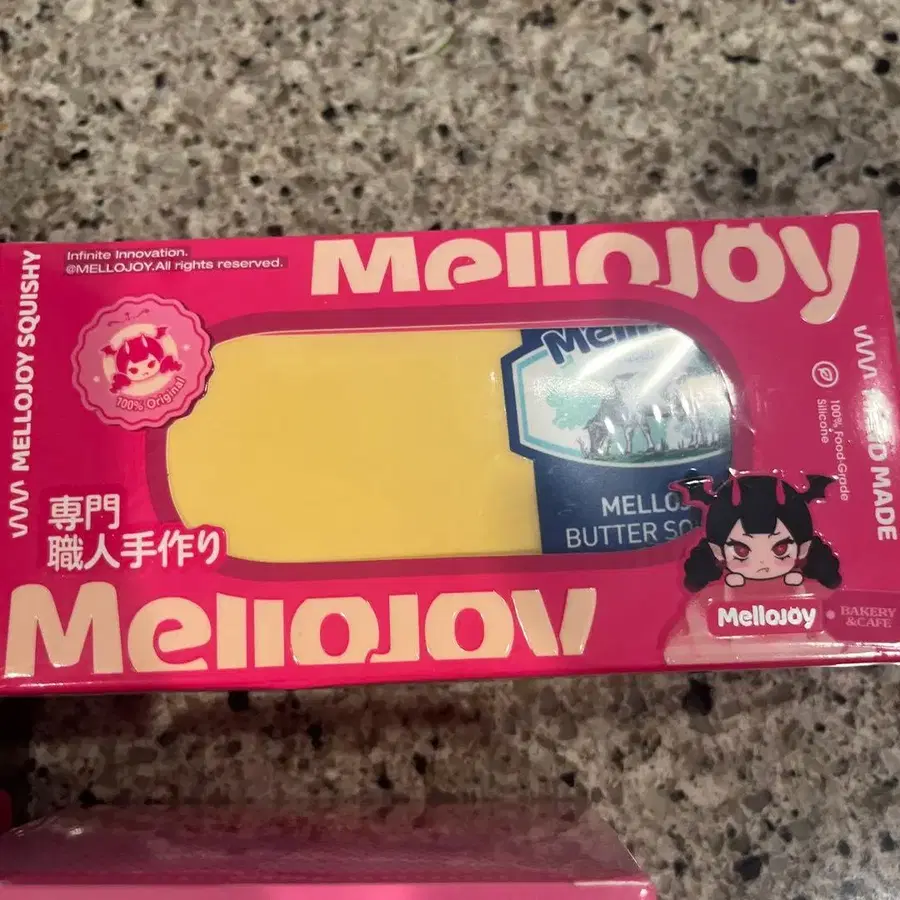 Infinite Innovation.
@MELLOJOY.All rights reserved.
MelloJoy
MELLOJOY SQUISHY
100% Original
専門
職人手作り
MELLO
BUTTER
100% Food-Grade
Silicone
MADE
MelloJoy
MelloJoy
BAKERY
&CAFE